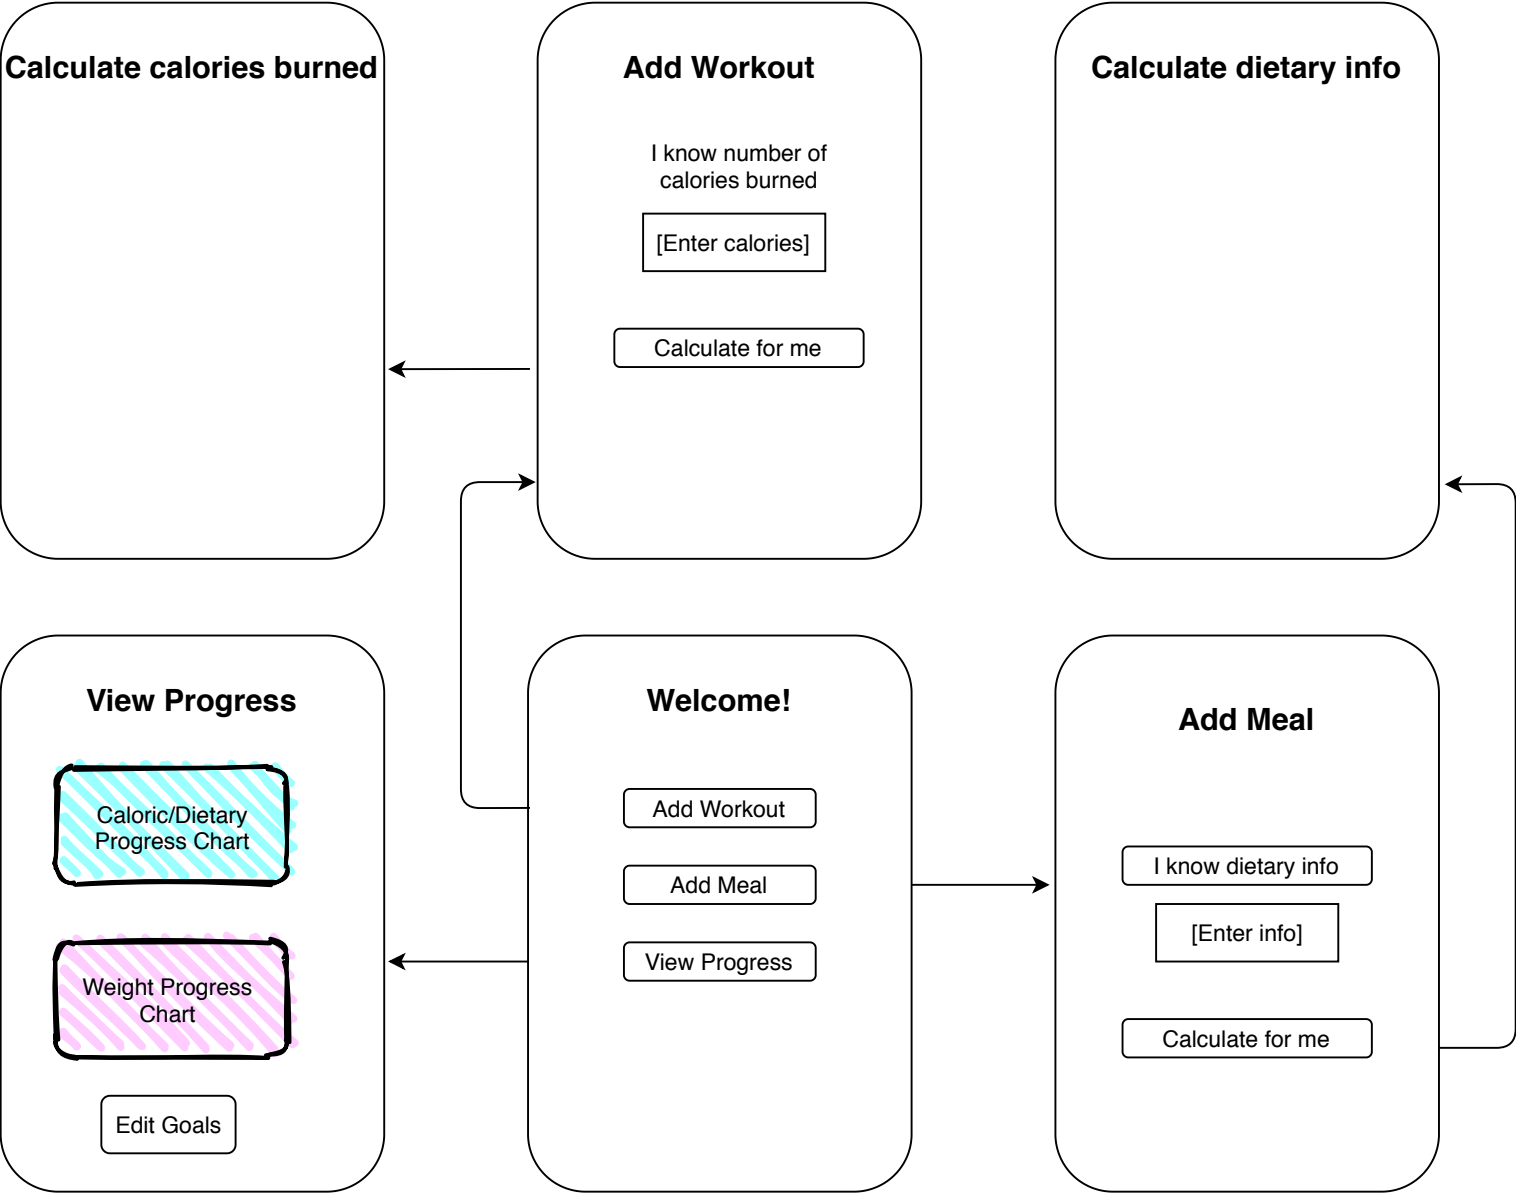 Calculate calories burned
Add Workout
I know number of
calories burned
[Enter calories]
Calculate for me
Calculate dietary info
View Progress
Caloric/Dietary
Progress Chart
Weight Progress
Chart
Edit Goals
Welcome!
Add Workout
Add Meal
View Progress
Add Meal
I know dietary info
[Enter info]
Calculate for me